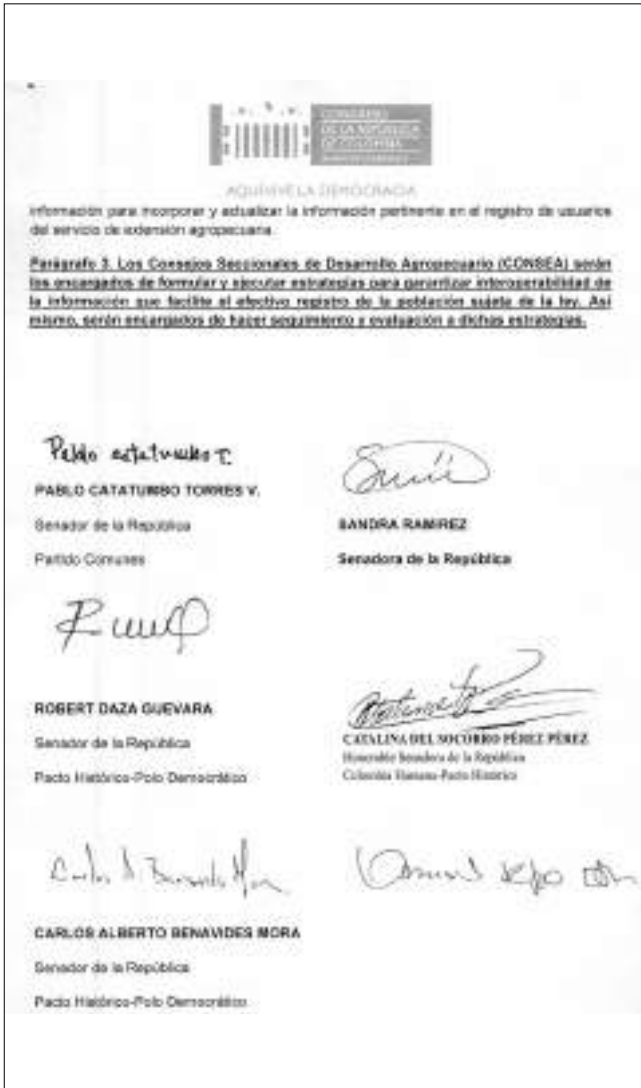 CONGRESO
DE LA REPÚBLICA
DE COLOMBIA
AQUÍ VIVE LA DEMOCRACIA
información para incorporar y actualizar la información pertinente en el registro de usuarios
del servicio de extensión agropecuaria.
Parágrafo 3. Los Consejos Seccionales de Desarrollo Agropecuario (CONSEA) serán
los encargados de formular y ejecutar estrategias para garantizar interoperabilidad de
la información que facilite el efectivo registro de la población sujeta de la ley. Así
mismo, serán encargados de hacer seguimiento y evaluación a dichas estrategias.
Pablo Catatumbo T.
PABLO CATATUMBO TORRES V.
Senador de la República
Partido Comunes
SANDRA RAMIREZ
Senadora de la República
ROBERT DAZA GUEVARA
Senador de la República
Pacto Histórico-Polo Democrático
CATALINA DEL SOCORRO PÉREZ PÉREZ
Honorable Senadora de la República
Colombia Humana-Pacto Histórico
CARLOS ALBERTO BENAVIDES MORA
Senador de la República
Pacto Histórico-Polo Democrático